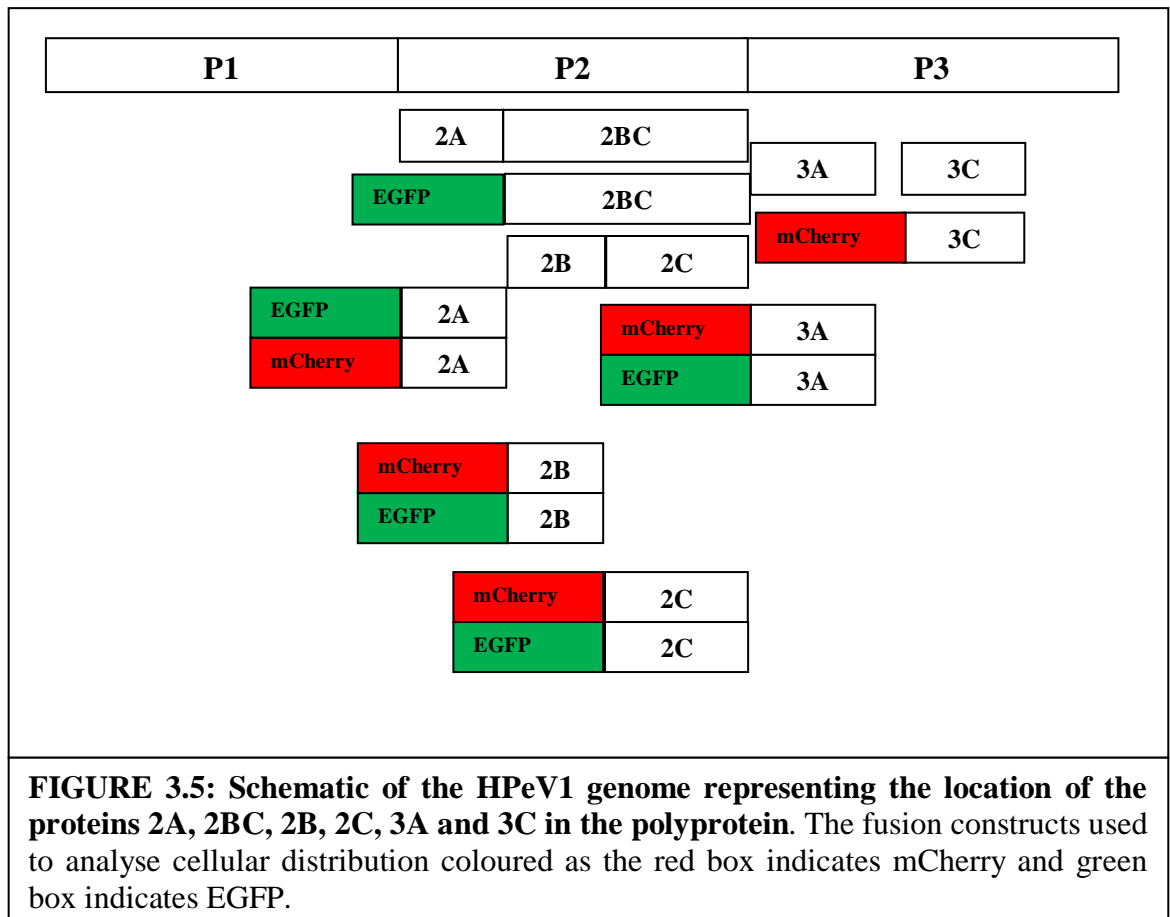 P1 P2 P3
2A 2BC
3A 3C
EGFP 2BC
mCherry 3C
2B 2C
EGFP 2A
mCherry 3A
mCherry 2A
EGFP 3A
mCherry 2B
EGFP 2B
mCherry 2C
EGFP 2C
FIGURE 3.5: Schematic of the HPeV1 genome representing the location of the
proteins 2A, 2BC, 2B, 2C, 3A and 3C in the polyprotein. The fusion constructs used
to analyse cellular distribution coloured as the red box indicates mCherry and green
box indicates EGFP.